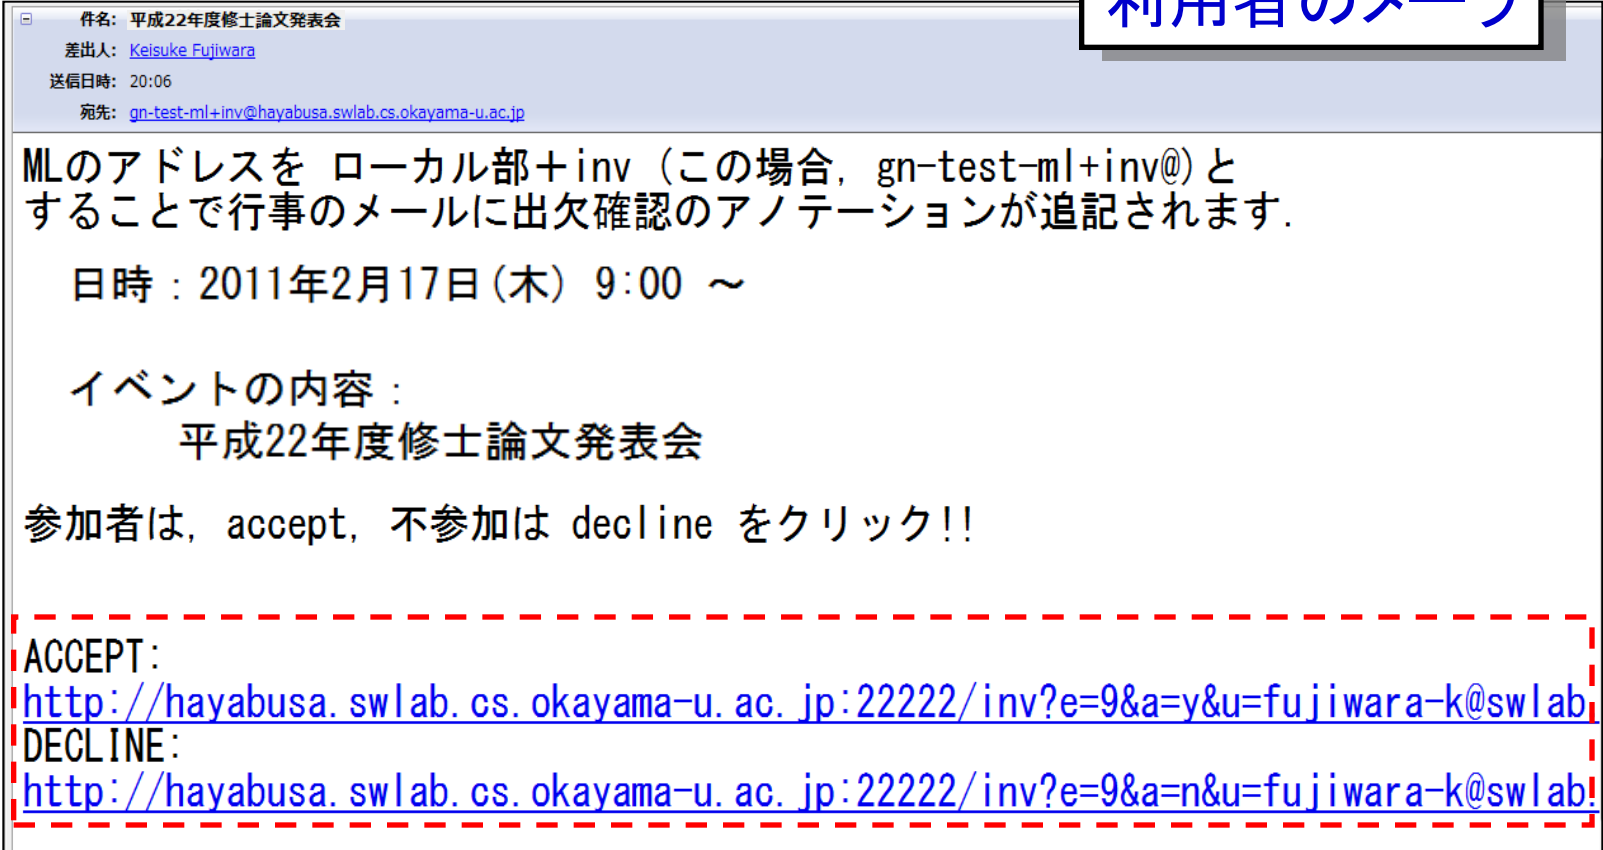 利用者のメーラ
件名: 平成22年度修士論文発表会
差出人: Keisuke Fujiwara
送信日時: 20:06
宛先: gn-test-ml+inv@hayabusa.swlab.cs.okayama-u.ac.jp
MLのアドレスを ローカル部＋inv (この場合, gn-test-ml+inv@)と
することで行事のメールに出欠確認のアノテーションが追記されます.
日時：2011年2月17日(木) 9:00 ～
イベントの内容：
平成22年度修士論文発表会
参加者は, accept, 不参加は decline をクリック!!
ACCEPT:
http://hayabusa.swlab.cs.okayama-u.ac.jp:22222/inv?e=9&a=y&u=fujiwara-k@swlab.
DECLINE:
http://hayabusa.swlab.cs.okayama-u.ac.jp:22222/inv?e=9&a=n&u=fujiwara-k@swlab.